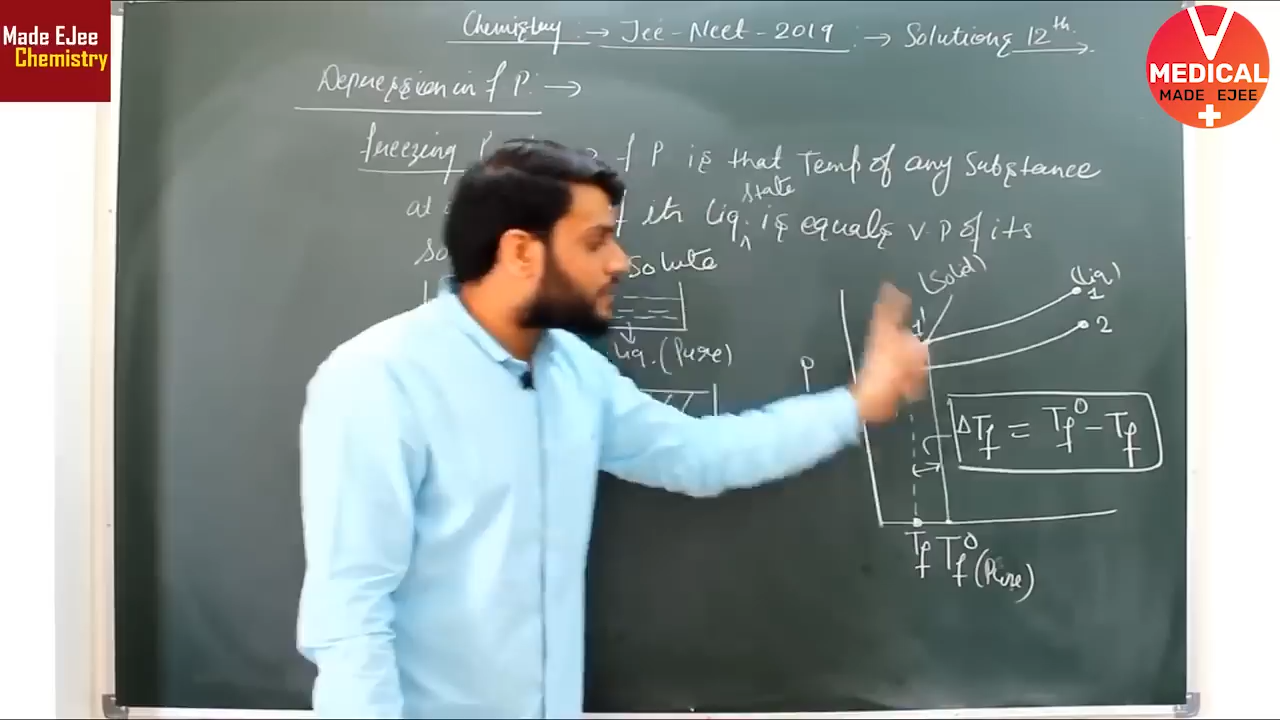 Made EJee
Chemistry
V
MEDICAL
MADE EJEE
Chemistry → Jee-Neet-2019 → Solutions 12th
Depression in f P. →
freezing P is that Temp of any Substance
at its Liq. state is equals V.P of its
(Solid)
Solute
(Liq)
1
1
2
Liq. (Pure)
P
ΔTf = Tf⁰ - Tf
Tf Tf⁰ (Pure)